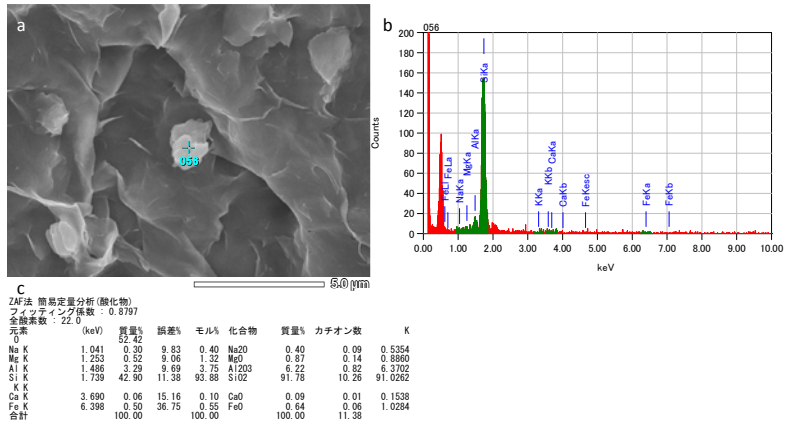 a
056
5.0 μm
b
056
200
180
160
140
120
100
80
60
40
20
0
Counts
FeLl
FeLa
NaKa
MgKa
AlKa
SiKa
KKa
KKb
CaKa
CaKb
FeKesc
FeKa
FeKb
0.00 1.00 2.00 3.00 4.00 5.00 6.00 7.00 8.00 9.00 10.00
keV
c
ZAF法 簡易定量分析(酸化物)
フィッティング係数 : 0.8797
全酸素数 : 22.0
元素 (keV) 質量% 誤差% モル% 化合物 質量% カチオン数 K
O 52.42
Na K 1.041 0.30 9.83 0.40 Na2O 0.40 0.09 0.5354
Mg K 1.253 0.52 9.06 1.32 MgO 0.87 0.14 0.8860
Al K 1.486 3.29 9.69 3.75 Al2O3 6.22 0.82 6.3702
Si K 1.739 42.90 11.38 93.88 SiO2 91.78 10.26 91.0262
K K
Ca K 3.690 0.06 15.16 0.10 CaO 0.09 0.01 0.1538
Fe K 6.398 0.50 36.75 0.55 FeO 0.64 0.06 1.0284
合計 100.00 100.00 100.00 11.38